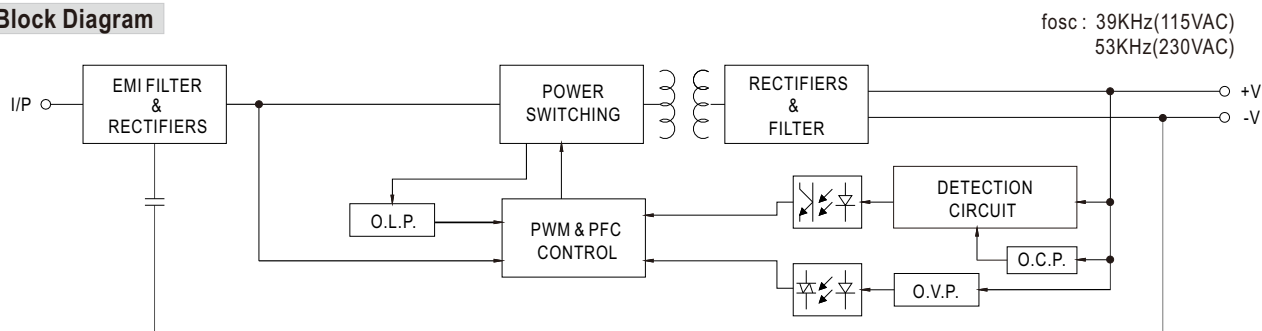 Block Diagram
fosc : 39KHz(115VAC)
53KHz(230VAC)
I/P
EMI FILTER
&
RECTIFIERS
POWER
SWITCHING
RECTIFIERS
&
FILTER
+V
-V
O.L.P.
PWM & PFC
CONTROL
DETECTION
CIRCUIT
O.C.P.
O.V.P.